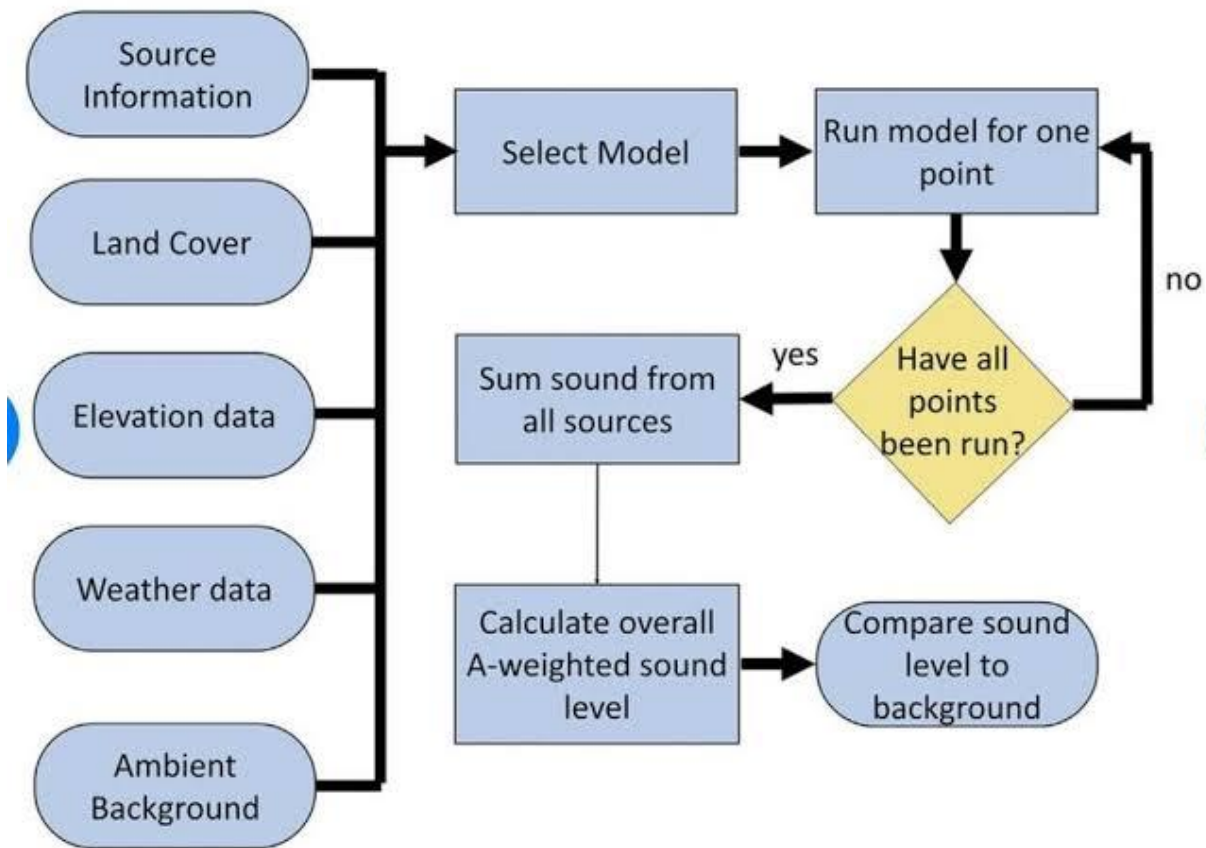 Source
Information
Land Cover
Elevation data
Weather data
Ambient
Background
Select Model
Run model for one
point
no
Have all
points
been run?
yes
Sum sound from
all sources
Calculate overall
A-weighted sound
level
Compare sound
level to
background